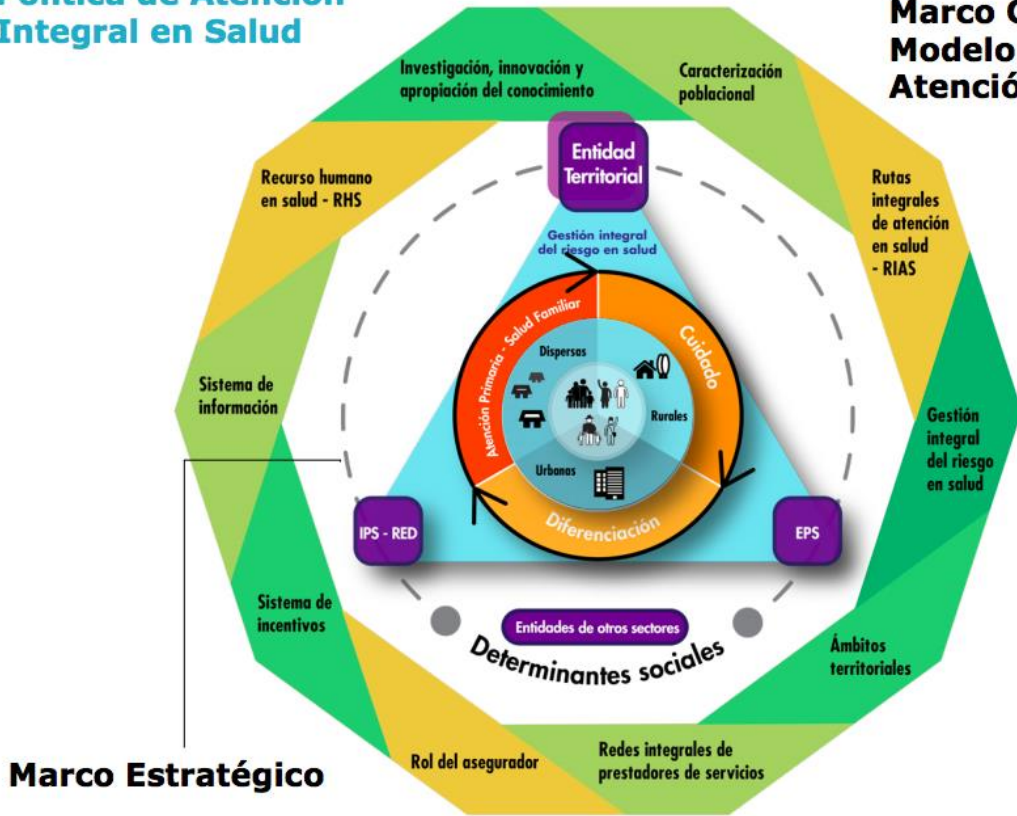 Política de Atención
Integral en Salud
Marco
Modelo
Atenció
Investigación, innovación y
apropiación del conocimiento
Caracterización
poblacional
Recurso humano
en salud - RHS
Entidad
Territorial
Rutas
integrales
de atención
en salud
- RIAS
Gestión integral
del riesgo en salud
Atención Primaria - Salud Familiar
Cuidado
Dispersas
Rurales
Urbanas
Diferenciación
Sistema de
información
Gestión
integral
del riesgo
en salud
IPS - RED
EPS
Sistema de
incentivos
Entidades de otros sectores
Determinantes sociales
Ámbitos
territoriales
Rol del asegurador
Redes integrales de
prestadores de servicios
Marco Estratégico